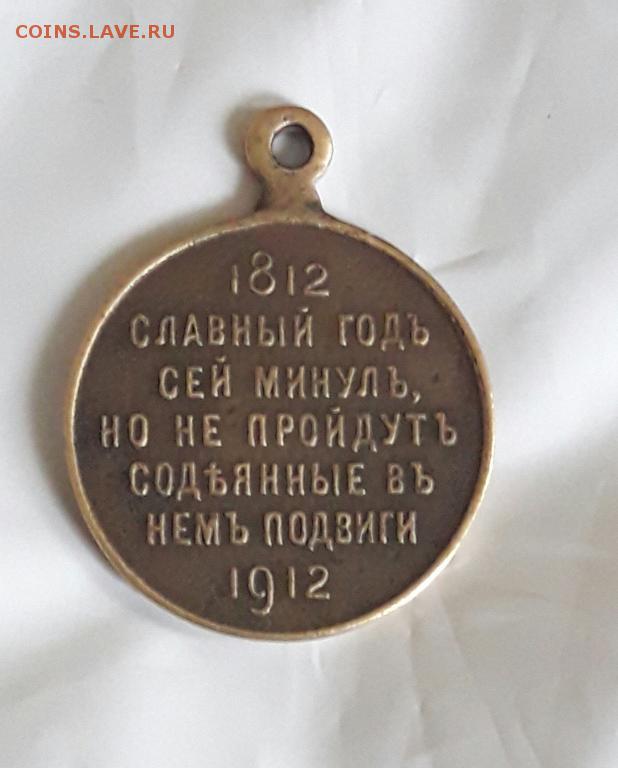 COINS.LAVE.RU
1812
СЛАВНЫЙ ГОДЪ
СЕЙ МИНУЛЪ,
НО НЕ ПРОЙДУТЪ
СОДѢЯННЫЕ ВЪ
НЕМЪ ПОДВИГИ
1912